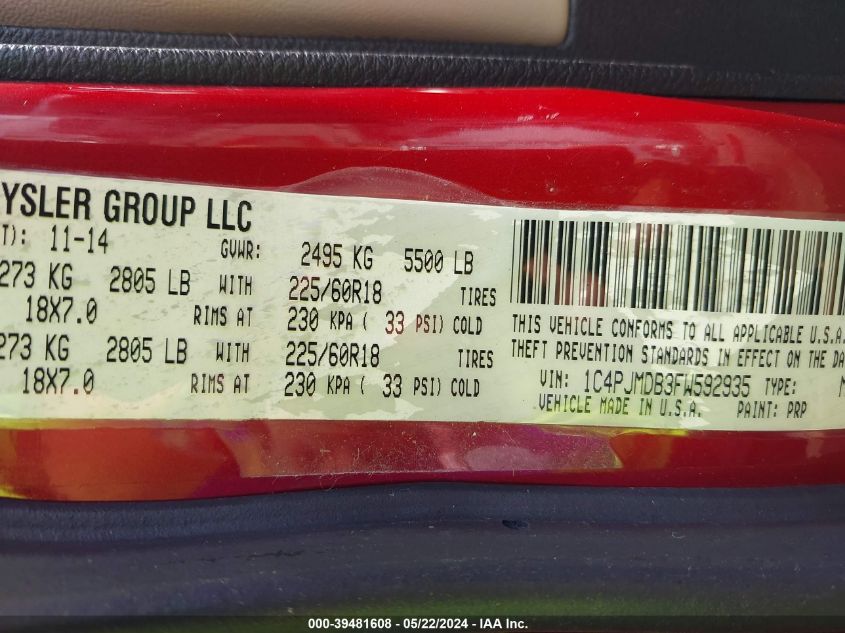 YSLER GROUP LLC
T): 11-14 GVWR: 2495 KG 5500 LB
273 KG 2805 LB WITH 225/60R18 TIRES
18X7.0 RIMS AT 230 KPA ( 33 PSI) COLD
273 KG 2805 LB WITH 225/60R18 TIRES
18X7.0 RIMS AT 230 KPA ( 33 PSI) COLD
THIS VEHICLE CONFORMS TO ALL APPLICABLE U.S.A.
THEFT PREVENTION STANDARDS IN EFFECT ON THE DA
VIN: 1C4PJMDB3FW592935 TYPE: M
VEHICLE MADE IN U.S.A. PAINT: PRP
000-39481608 - 05/22/2024 - IAA Inc.